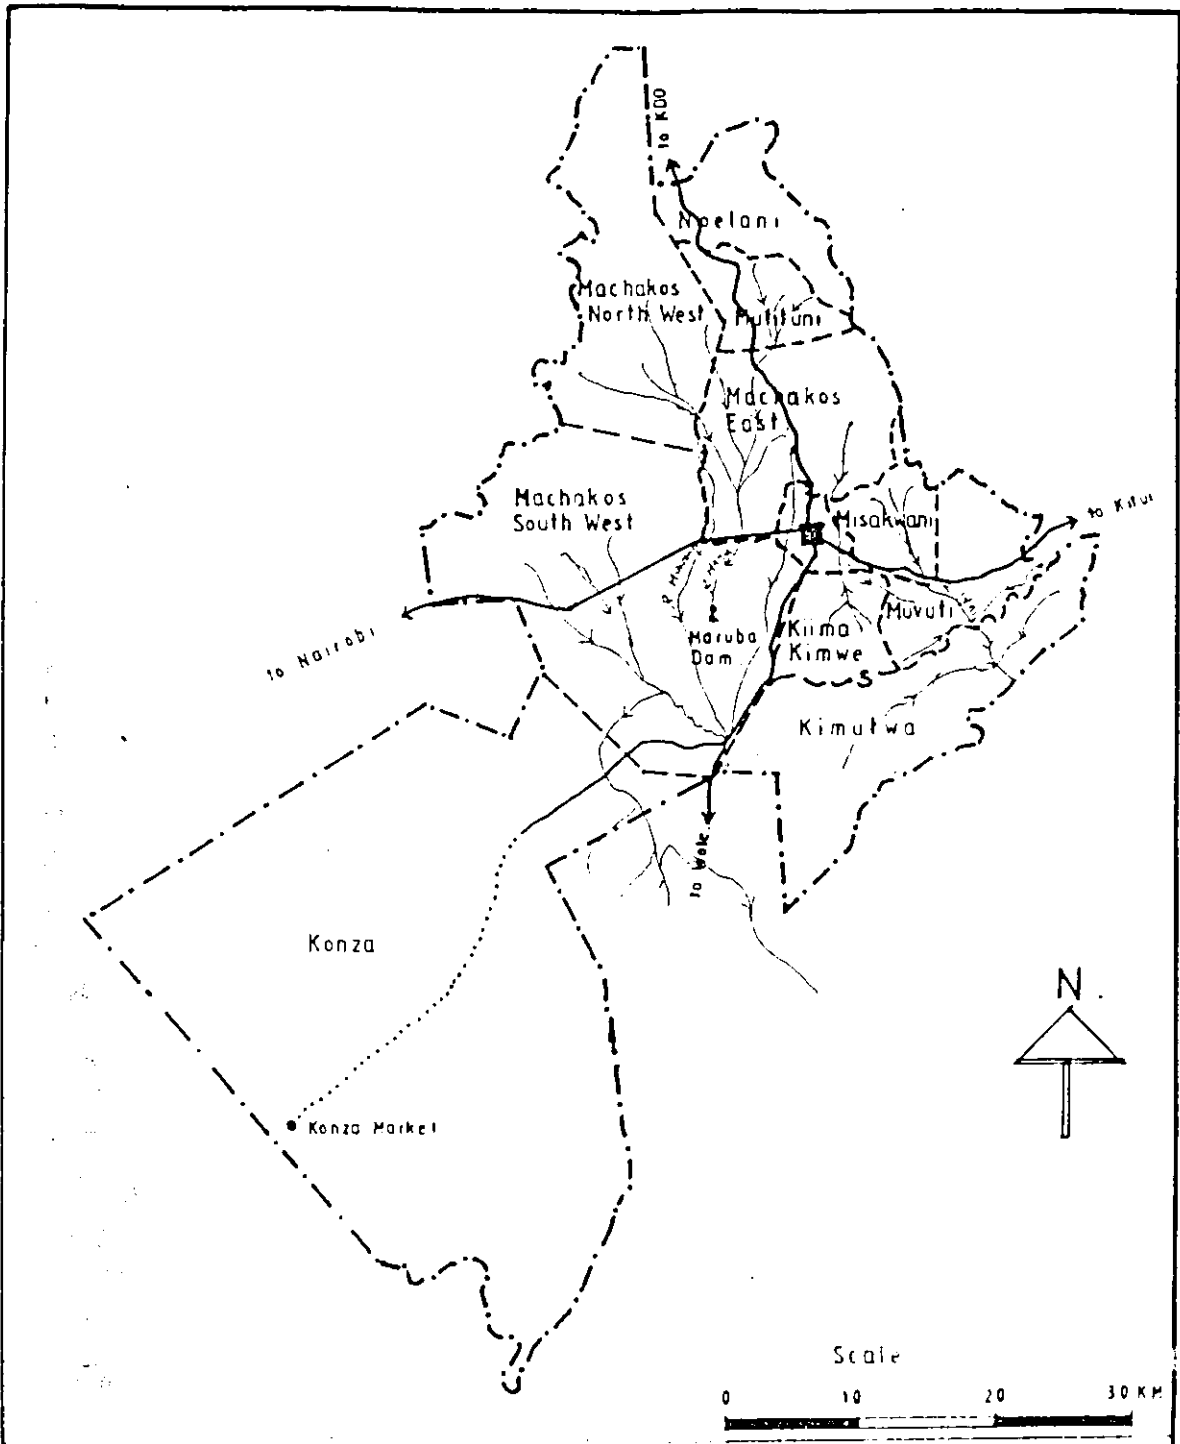 to KDO
Ngelani
Machakos
North West
Mutituni
Machakos
East
Machakos
South West
Misakwani
to Kitui
to Nairobi
Maruba
Dam
Kiima
Kimwe
Muvuti
Kimutwa
to Wote
Konza
N
Konza Market
Scale
0 10 20 30 KM